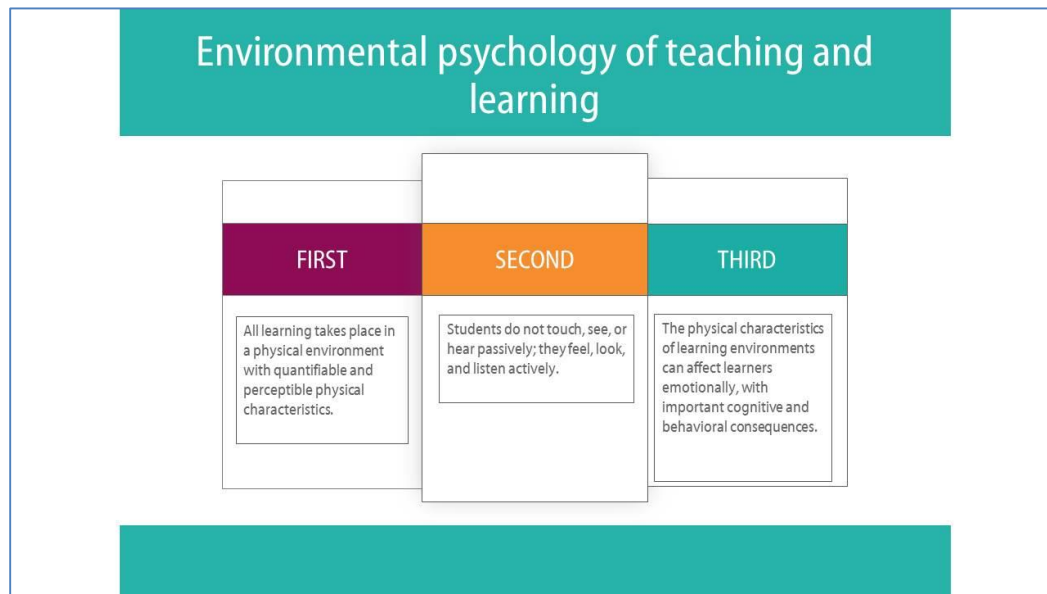 Environmental psychology of teaching and
learning
FIRST
All learning takes place in
a physical environment
with quantifiable and
perceptible physical
characteristics.
SECOND
Students do not touch, see, or
hear passively; they feel, look,
and listen actively.
THIRD
The physical characteristics
of learning environments
can affect learners
emotionally, with
important cognitive and
behavioral consequences.